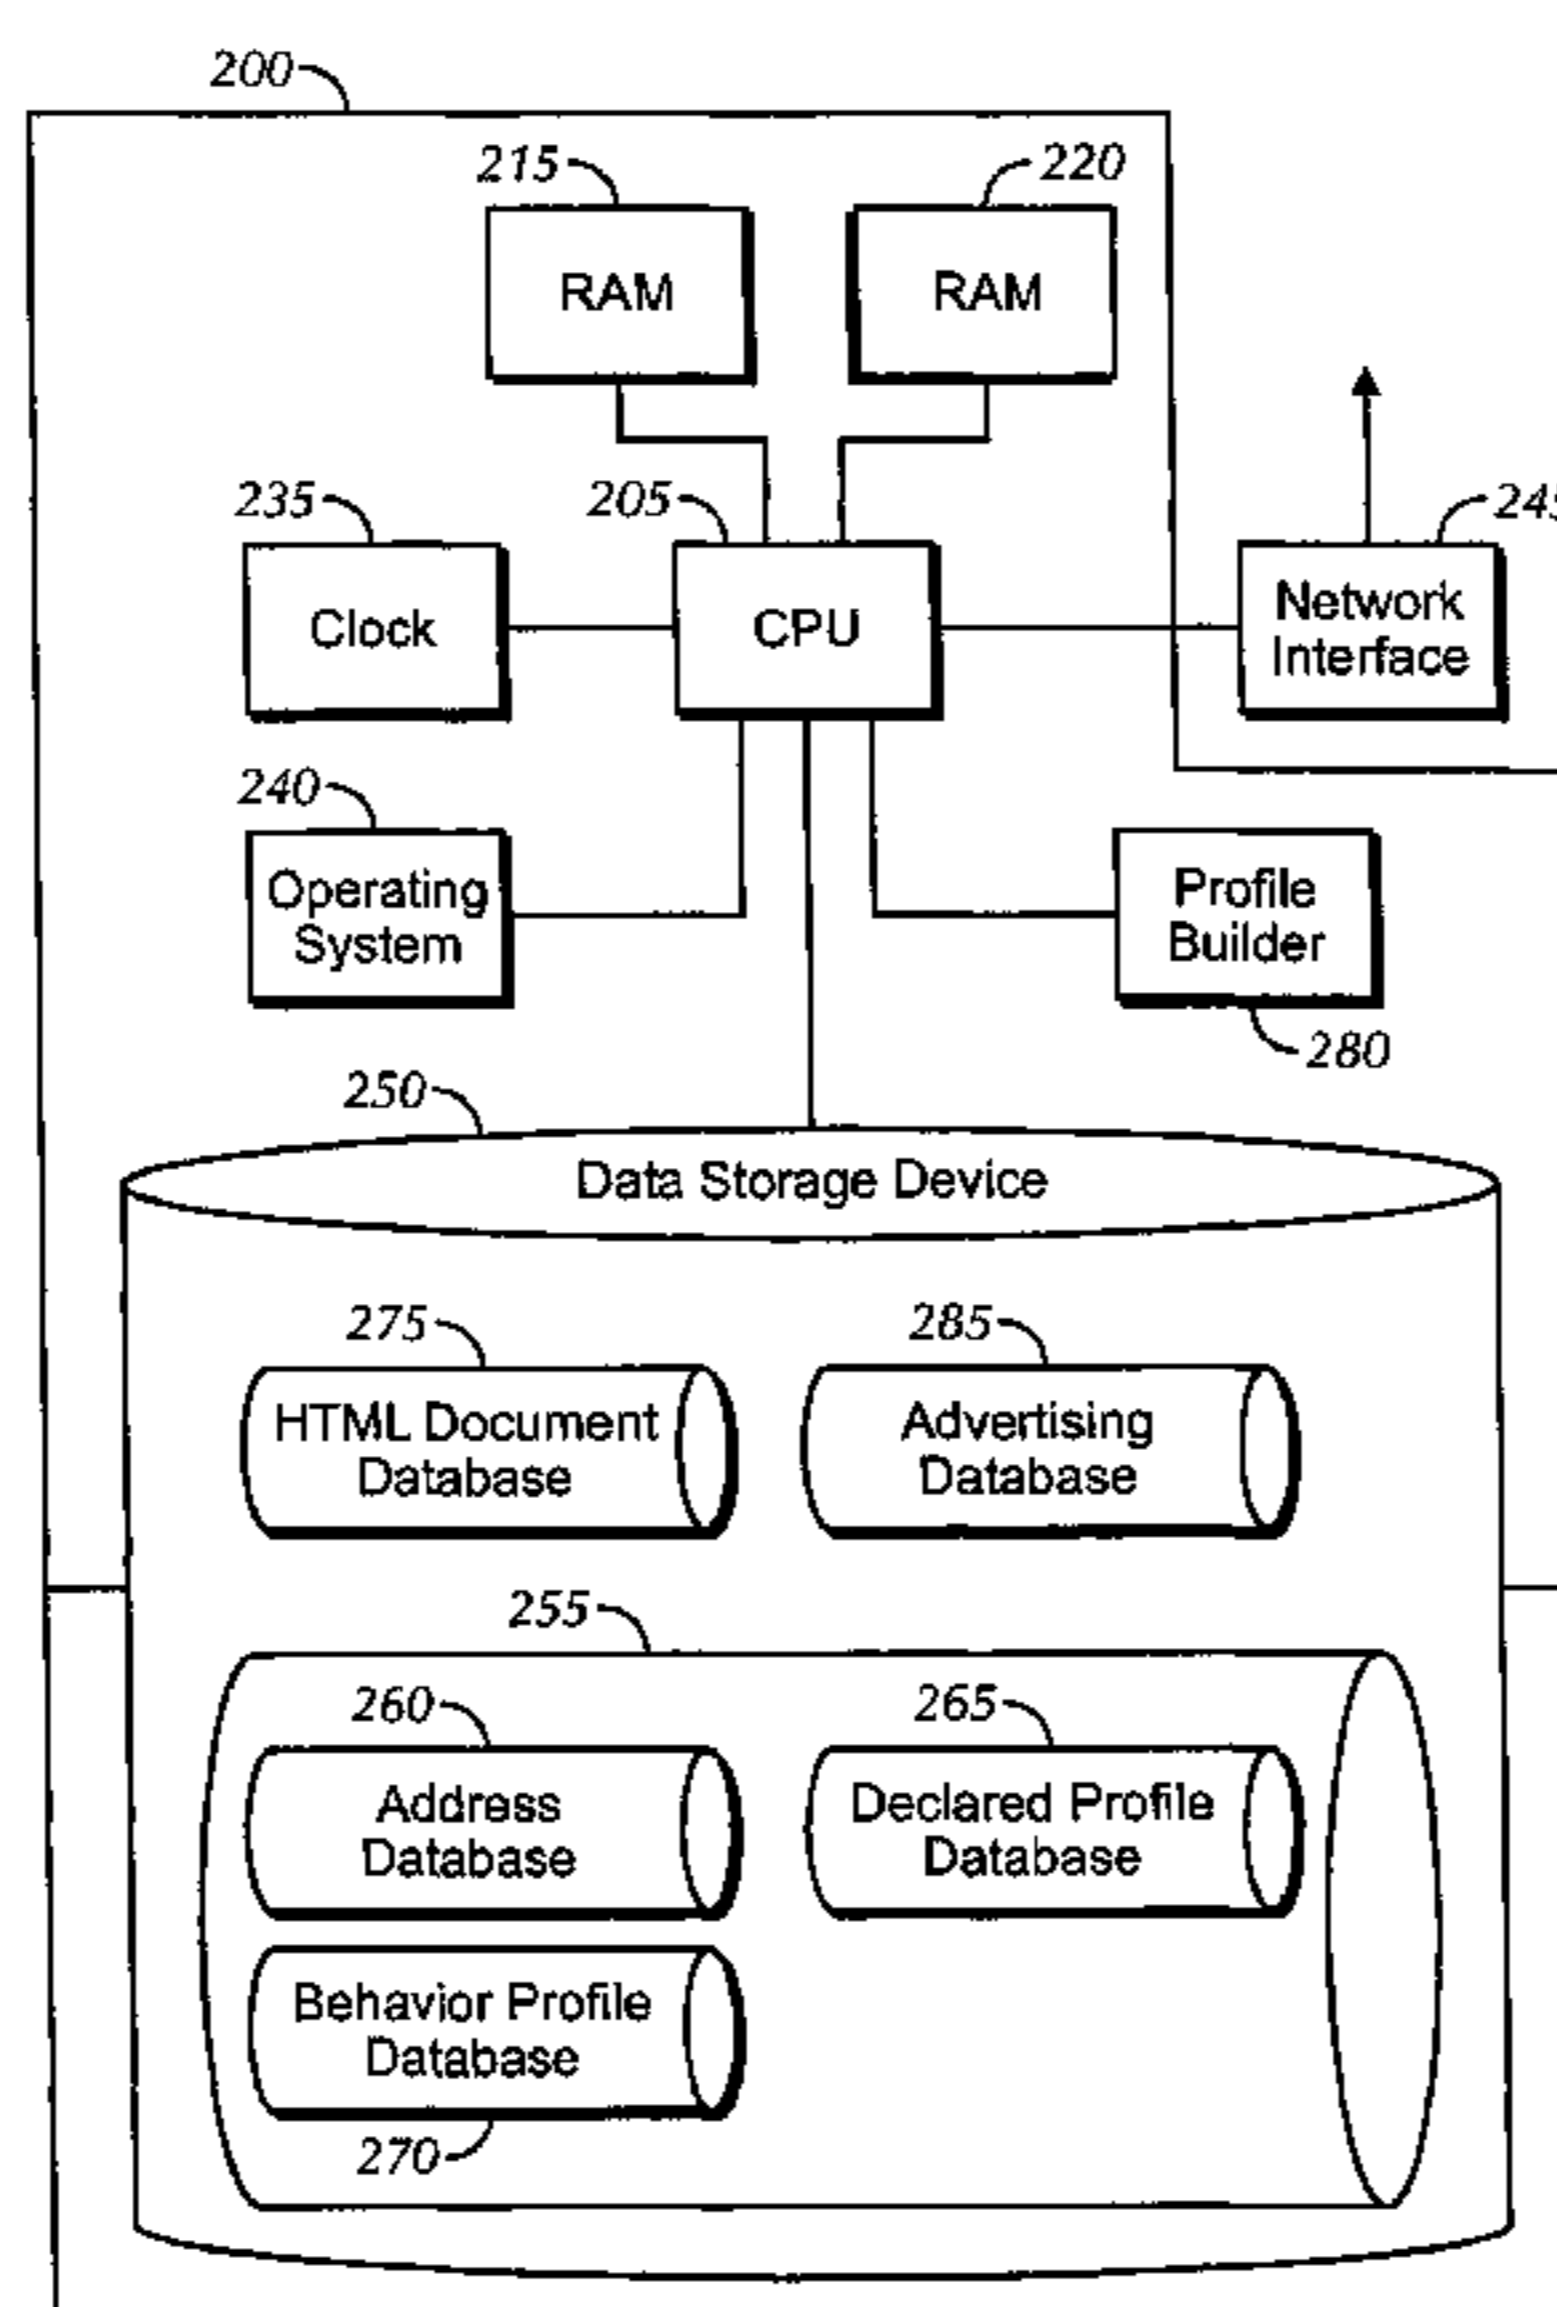 200
215
220
RAM
RAM
235
205
245
Clock
CPU
Network
Interface
240
Operating
System
Profile
Builder
280
250
Data Storage Device
275
285
HTML Document
Database
Advertising
Database
255
260
265
Address
Database
Declared Profile
Database
Behavior Profile
Database
270